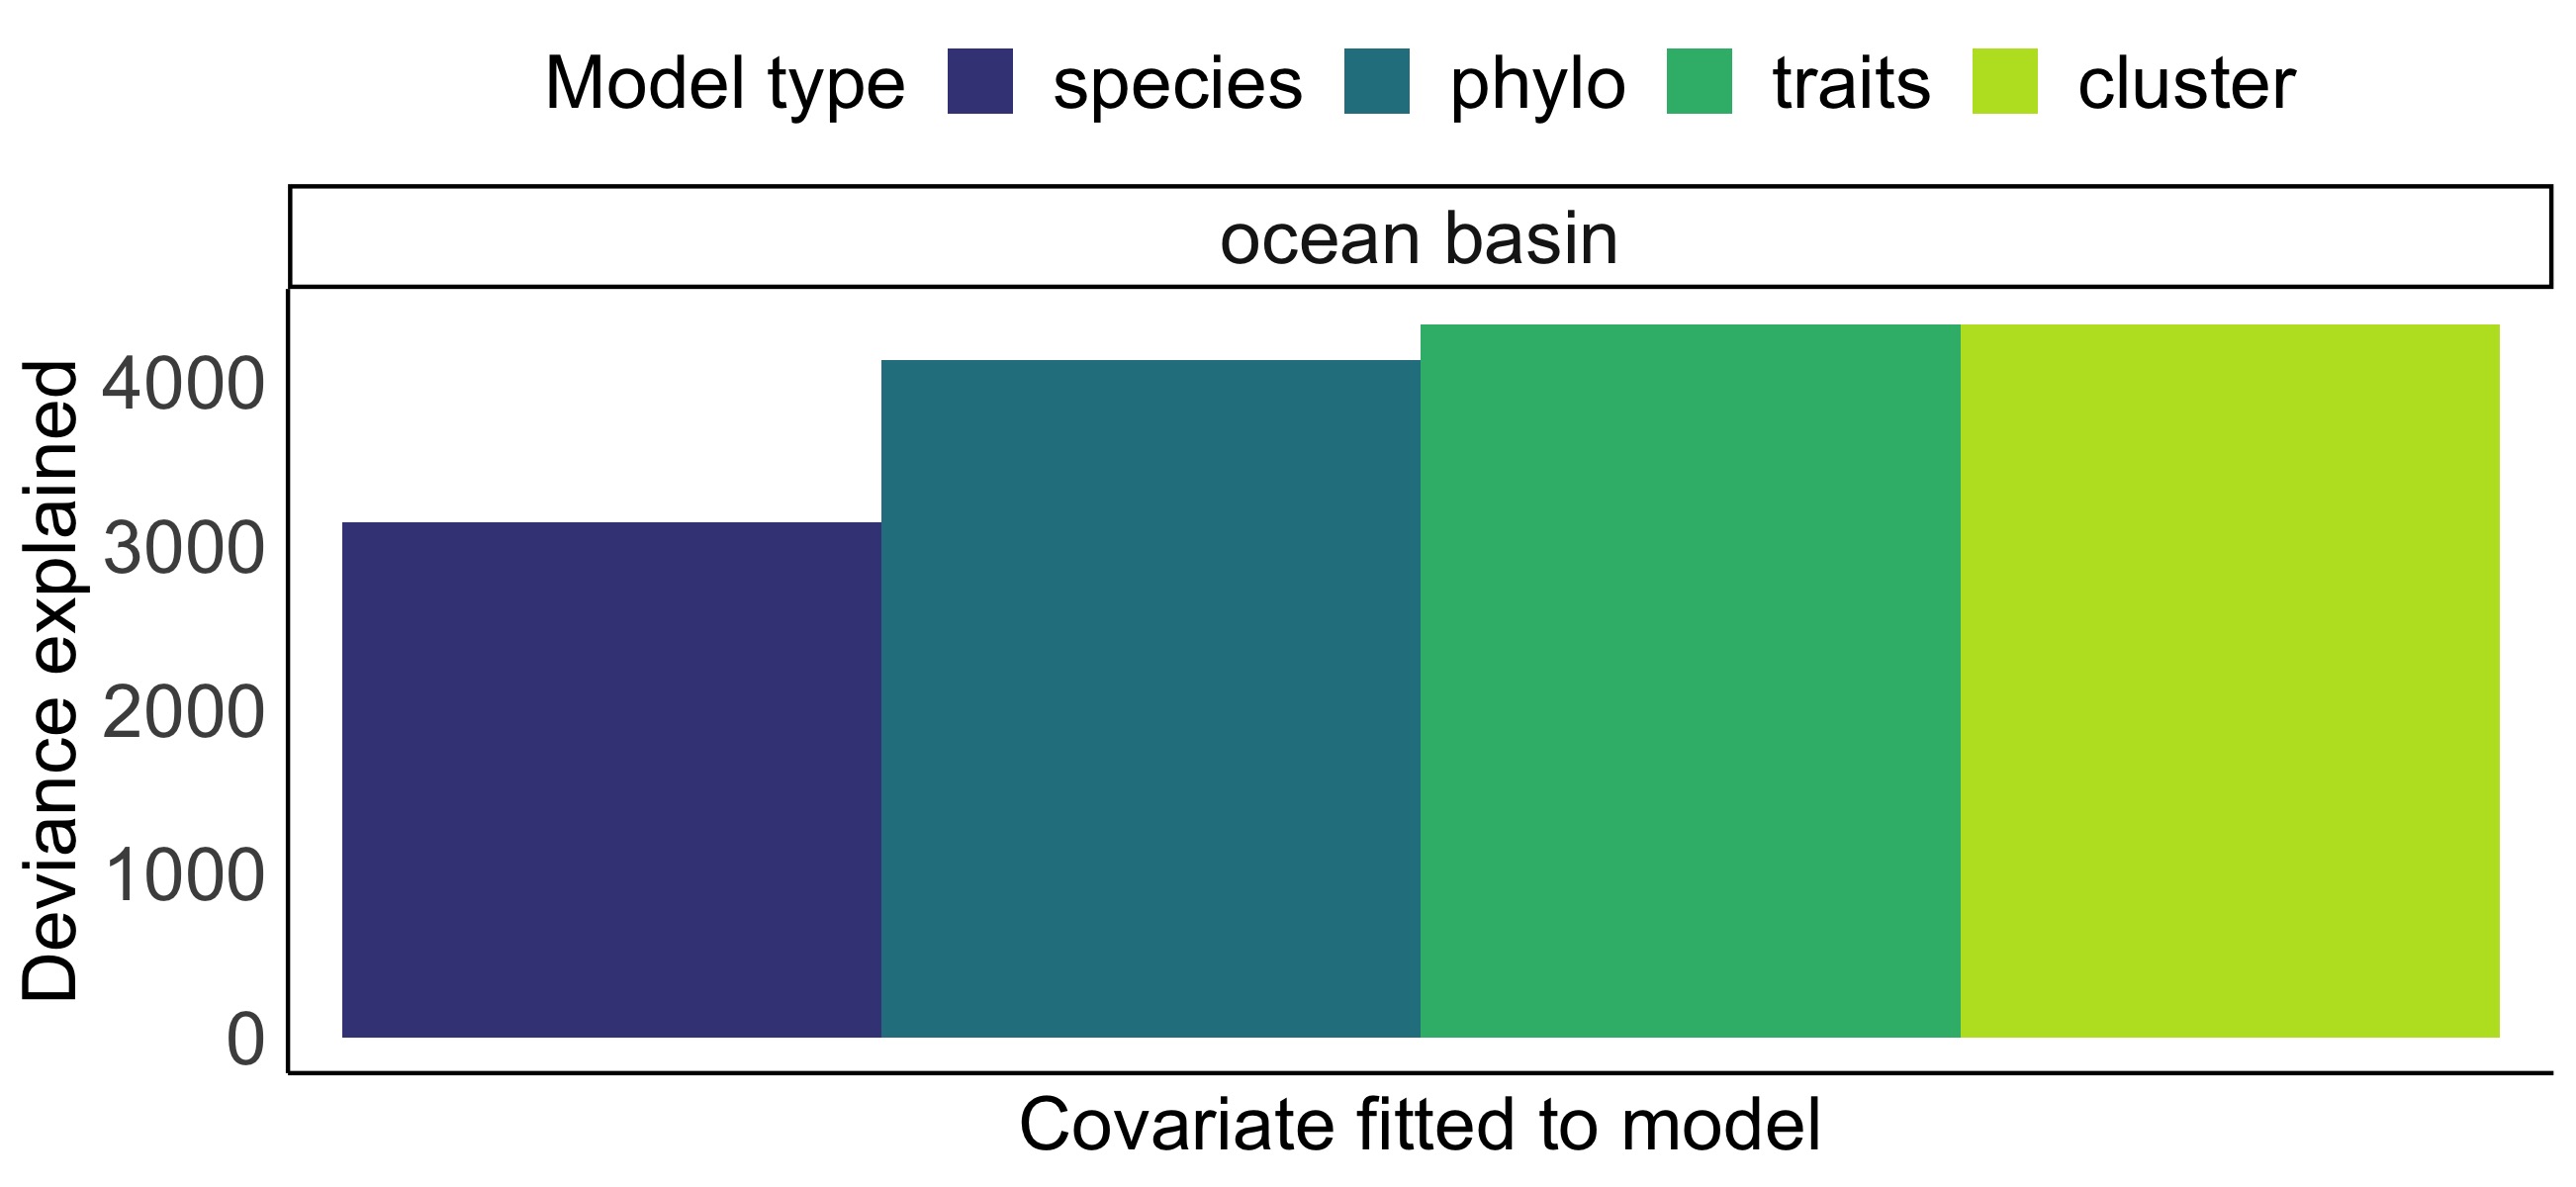 Model type species phylo traits cluster
ocean basin
Deviance explained
4000
3000
2000
1000
0
Covariate fitted to model